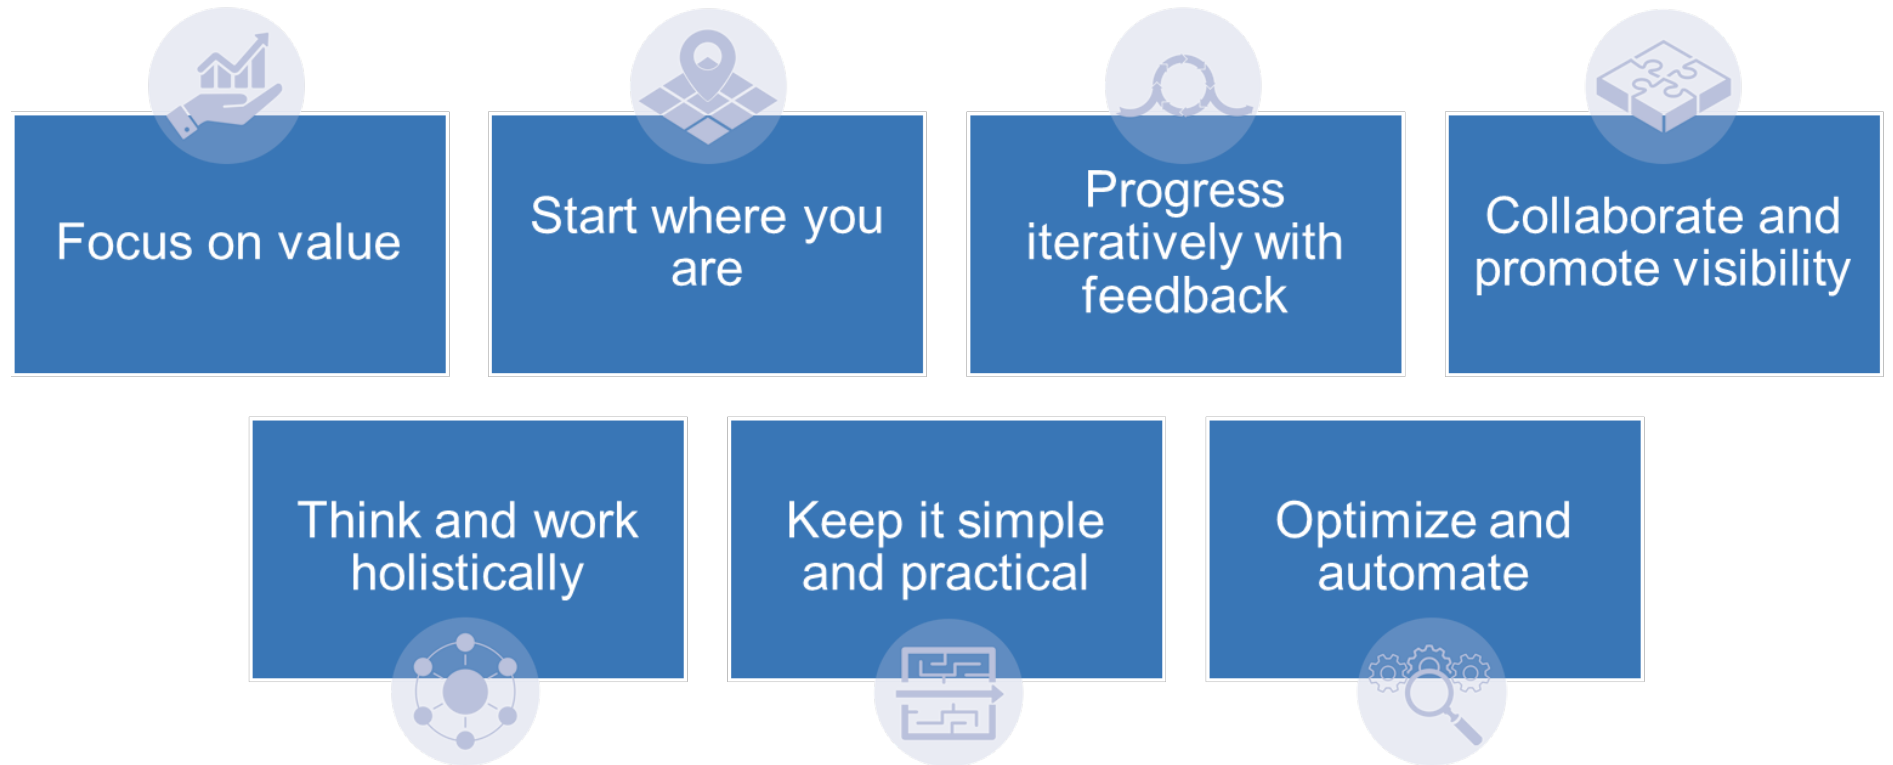 Focus on value
Start where you
are
Progress
iteratively with
feedback
Collaborate and
promote visibility
Think and work
holistically
Keep it simple
and practical
Optimize and
automate